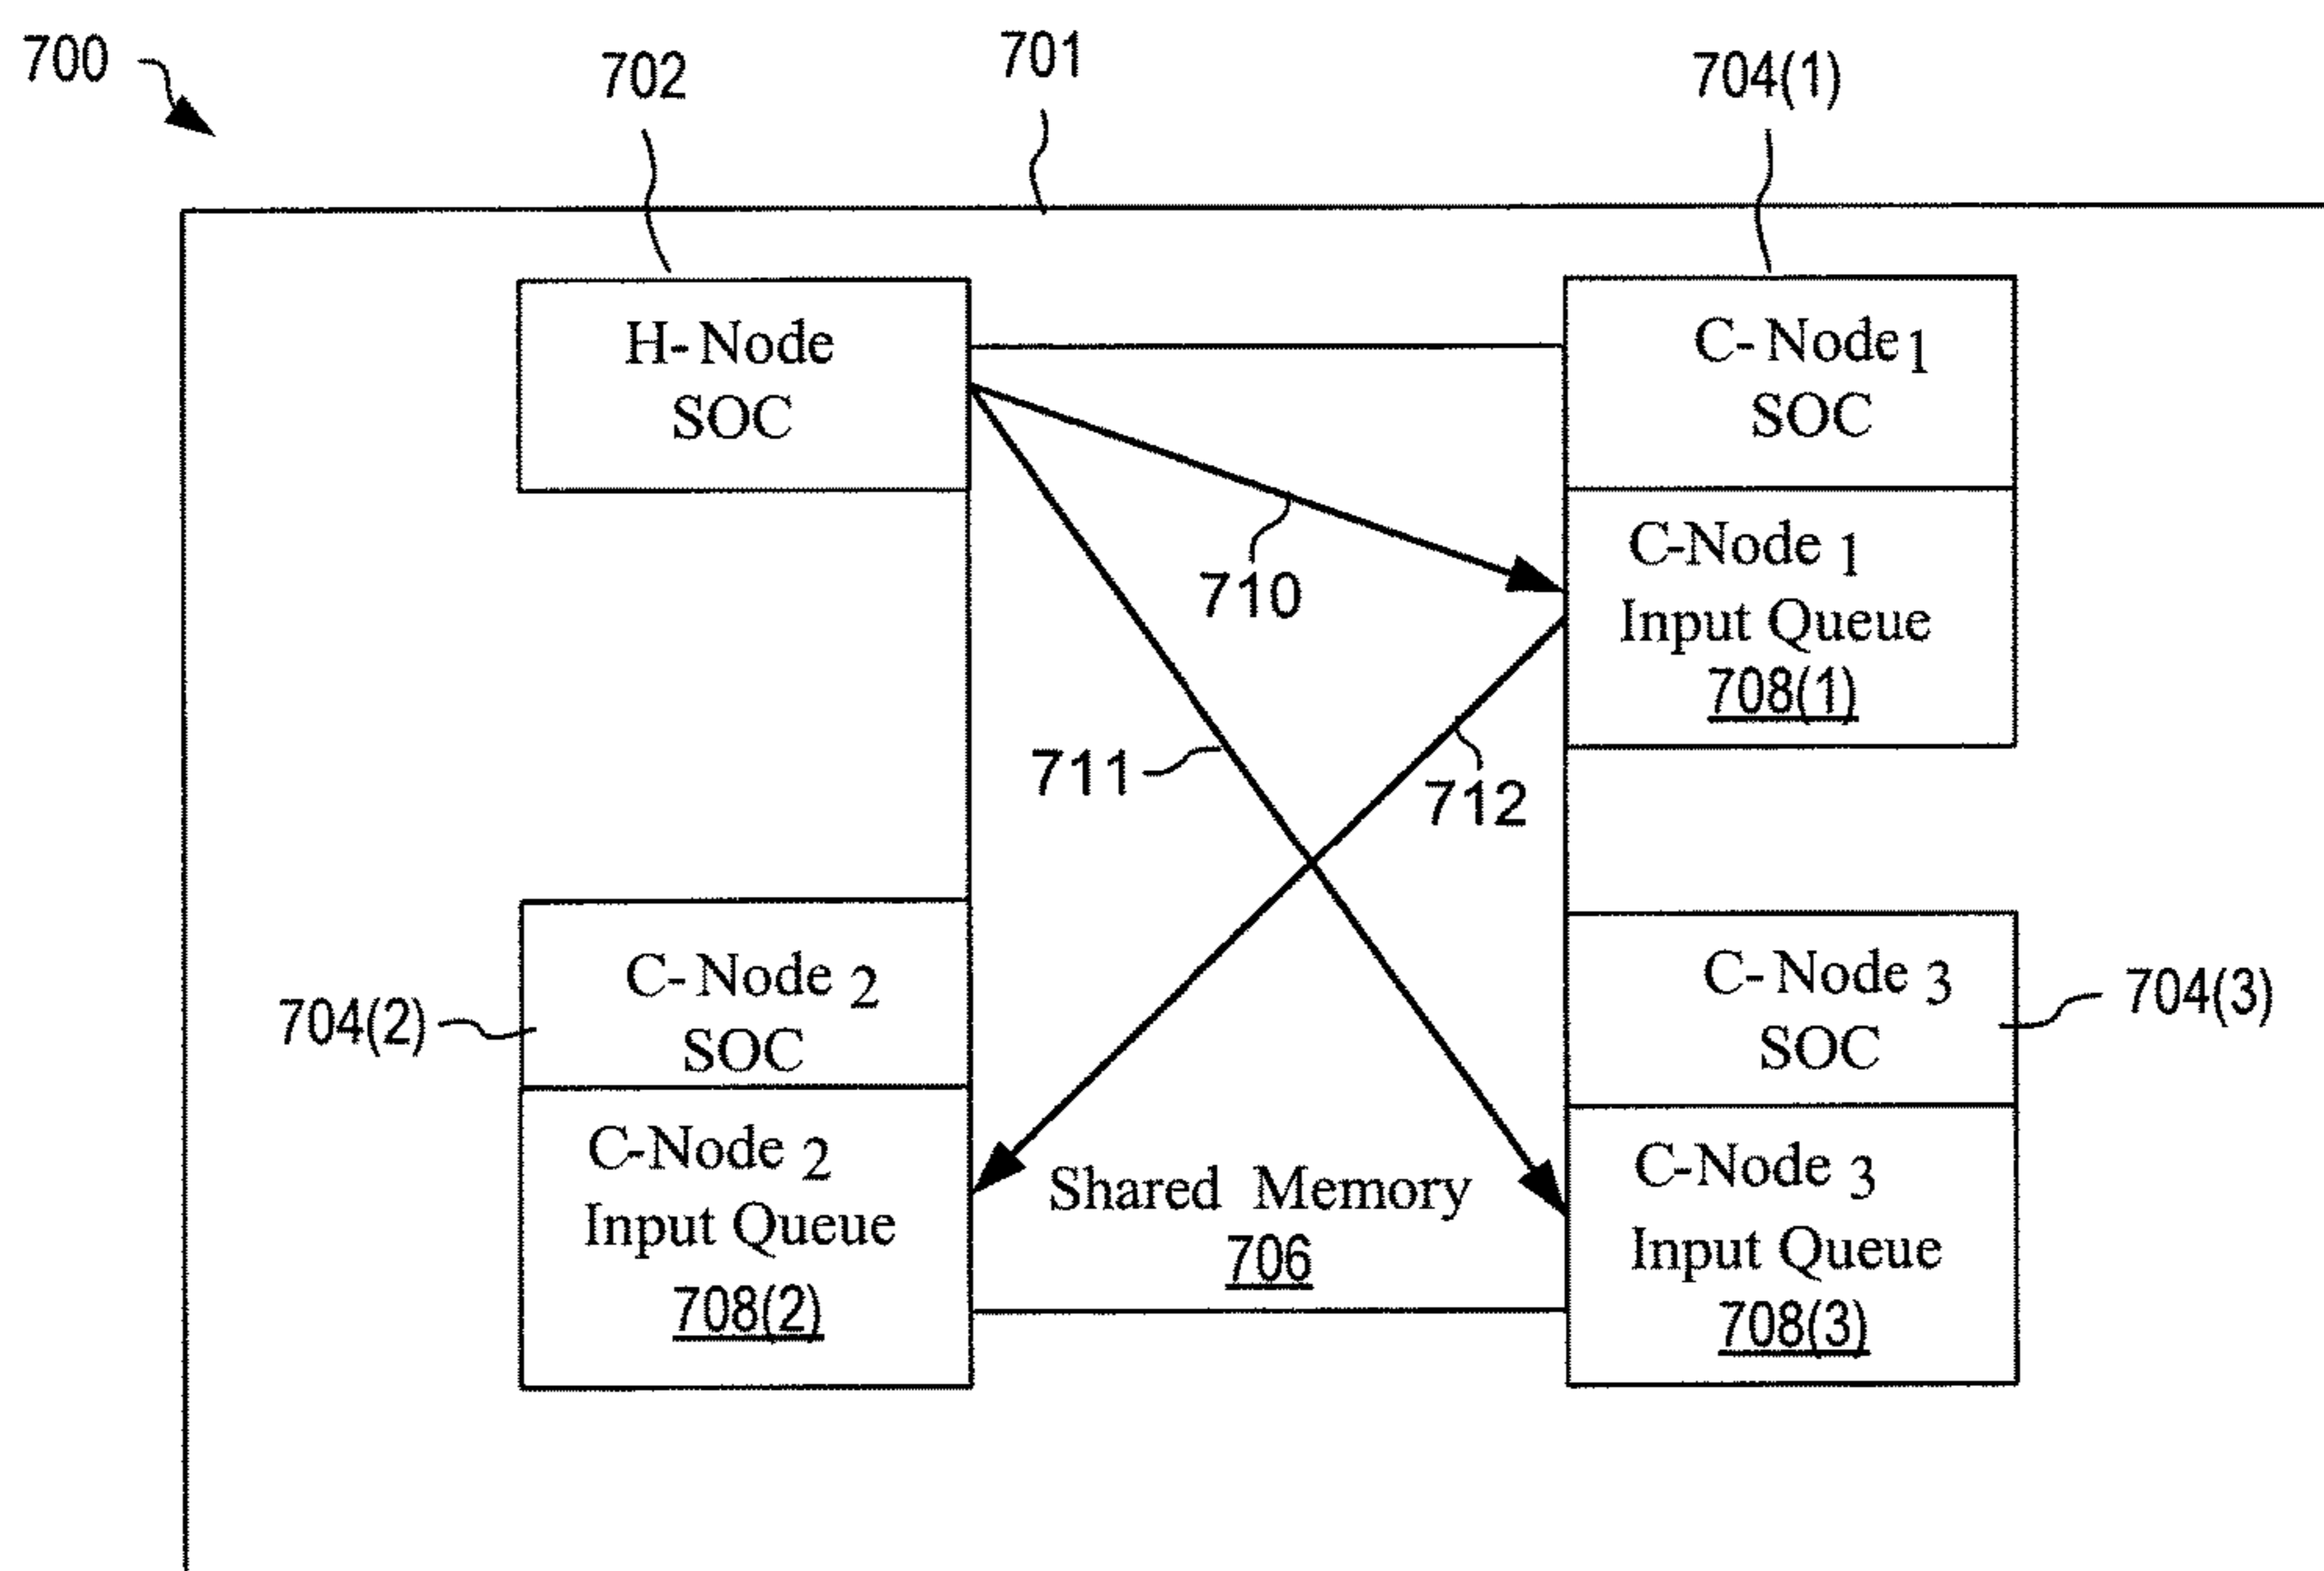 700
702
701
704(1)
H-Node
SOC
C-Node1
SOC
C-Node 1
Input Queue
708(1)
710
711
712
C-Node 2
SOC
704(2)
C-Node 2
Input Queue
708(2)
Shared Memory
706
C-Node 3
SOC
704(3)
C-Node 3
Input Queue
708(3)